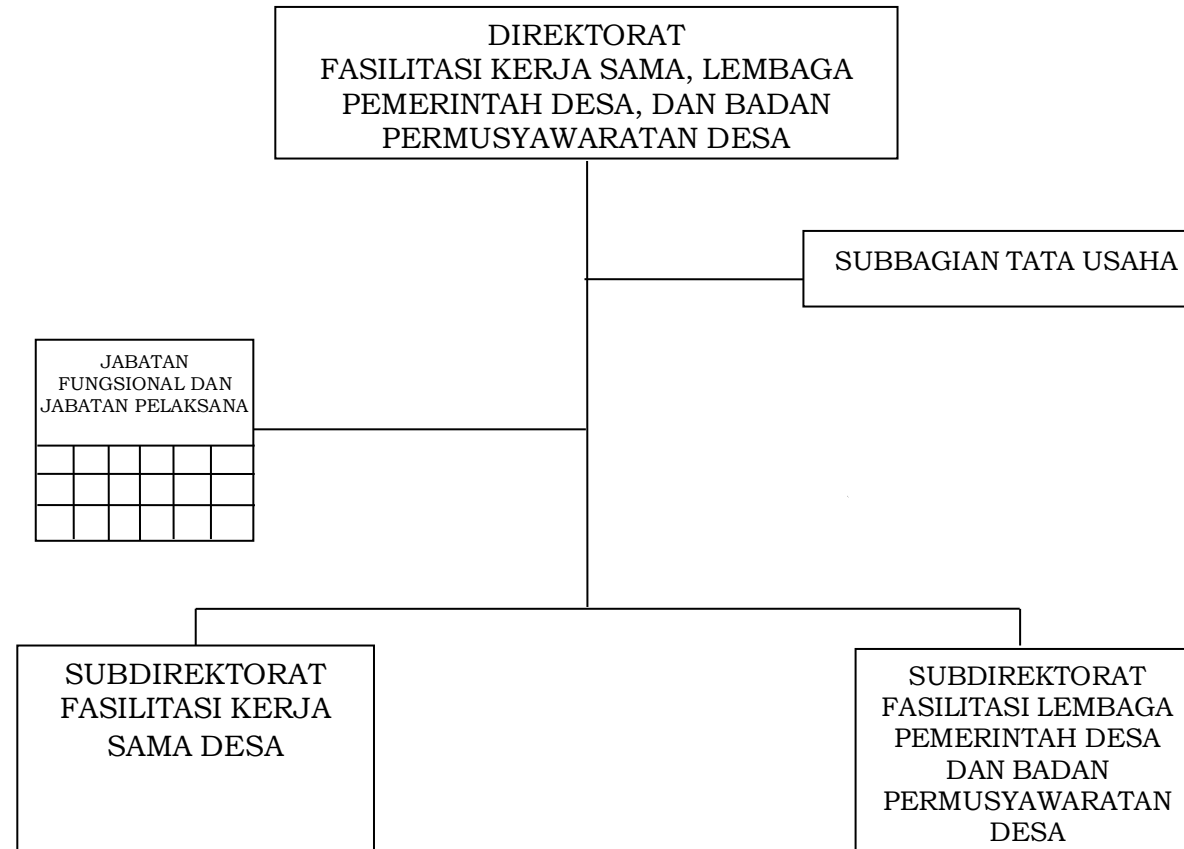 DIREKTORAT
FASILITASI KERJA SAMA, LEMBAGA
PEMERINTAH DESA, DAN BADAN
PERMUSYAWARATAN DESA
SUBBAGIAN TATA USAHA
JABATAN
FUNGSIONAL DAN
JABATAN PELAKSANA
SUBDIREKTORAT
FASILITASI KERJA
SAMA DESA
SUBDIREKTORAT
FASILITASI LEMBAGA
PEMERINTAH DESA
DAN BADAN
PERMUSYAWARATAN
DESA